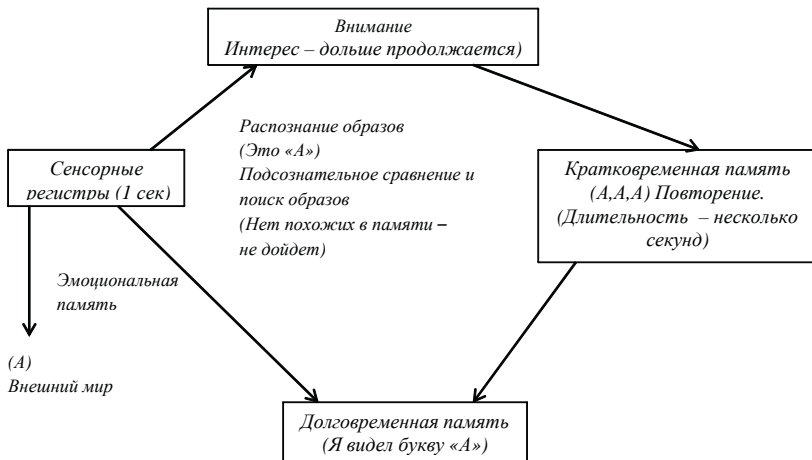 Внимание
Интерес – дольше продолжается)
Распознание образов
(Это «А»)
Подсознательное сравнение и
поиск образов
(Нет похожих в памяти –
не дойдет)
Сенсорные
регистры (1 сек)
Кратковременная память
(А,А,А) Повторение.
(Длительность – несколько
секунд)
Эмоциональная
память
(А)
Внешний мир
Долговременная память
(Я видел букву «А»)